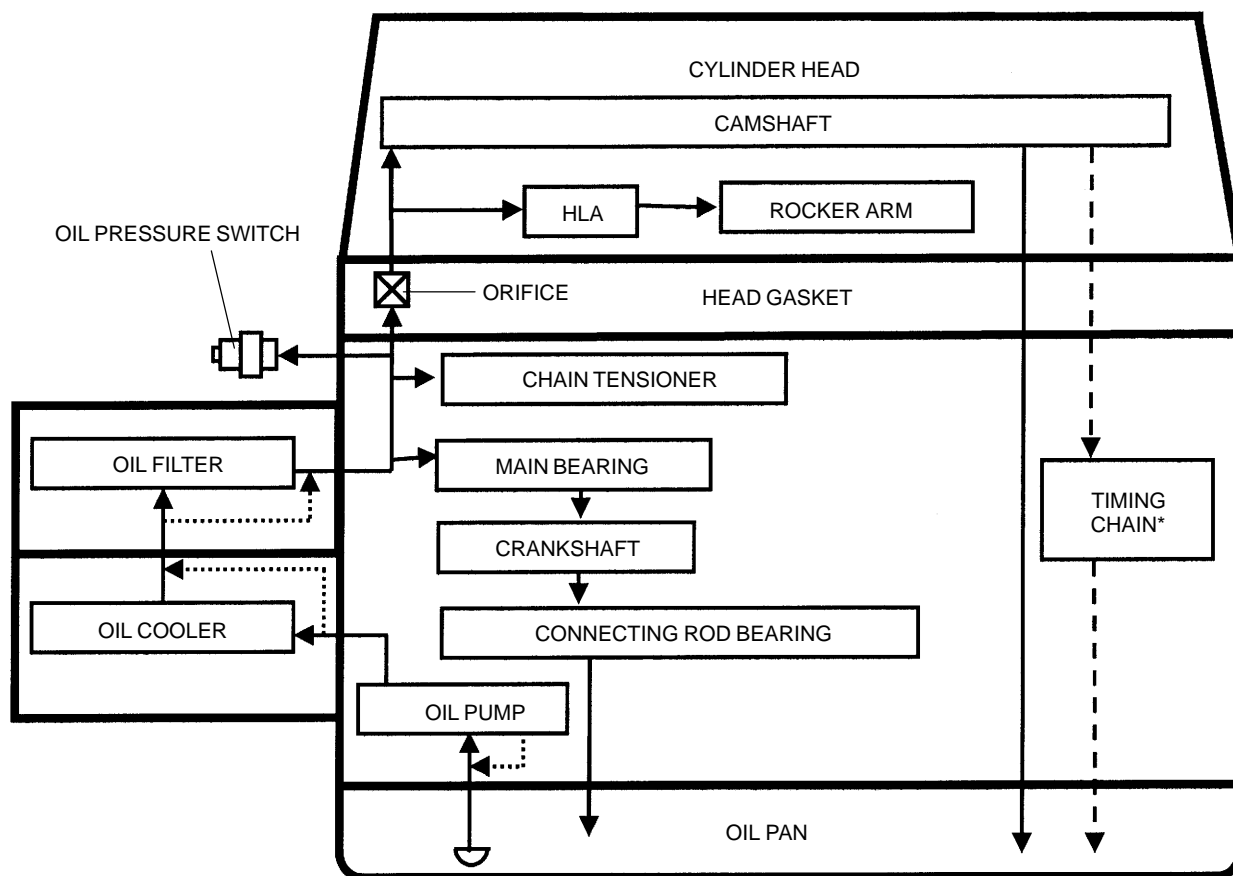 CYLINDER HEAD
CAMSHAFT
HLA
ROCKER ARM
OIL PRESSURE SWITCH
ORIFICE
HEAD GASKET
CHAIN TENSIONER
OIL FILTER
MAIN BEARING
TIMING
CHAIN*
CRANKSHAFT
OIL COOLER
CONNECTING ROD BEARING
OIL PUMP
OIL PAN